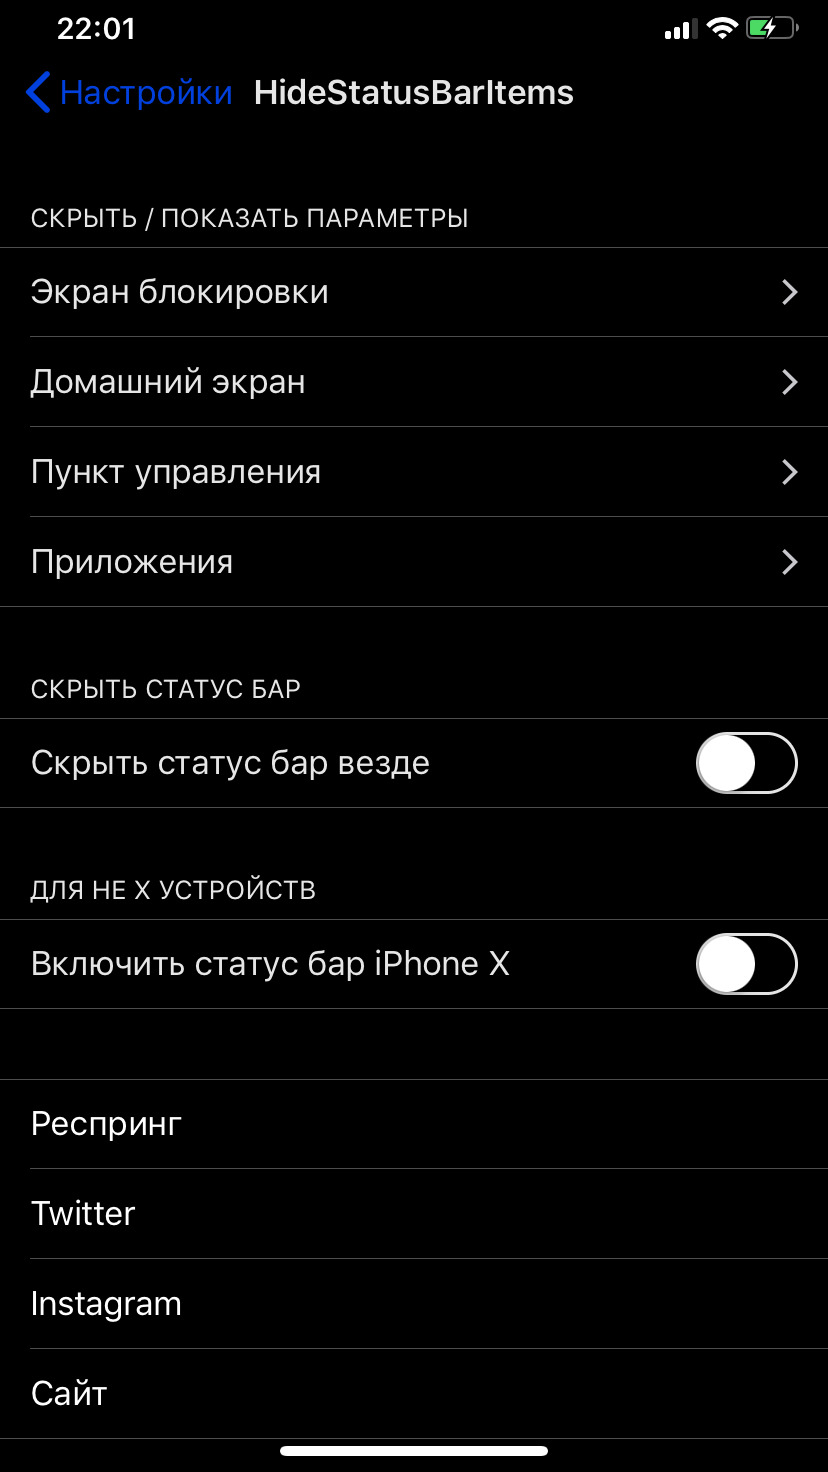 22:01
Настройки HideStatusBarItems
СКРЫТЬ / ПОКАЗАТЬ ПАРАМЕТРЫ
Экран блокировки
Домашний экран
Пункт управления
Приложения
СКРЫТЬ СТАТУС БАР
Скрыть статус бар везде
ДЛЯ НЕ X УСТРОЙСТВ
Включить статус бар iPhone X
Респринг
Twitter
Instagram
Сайт